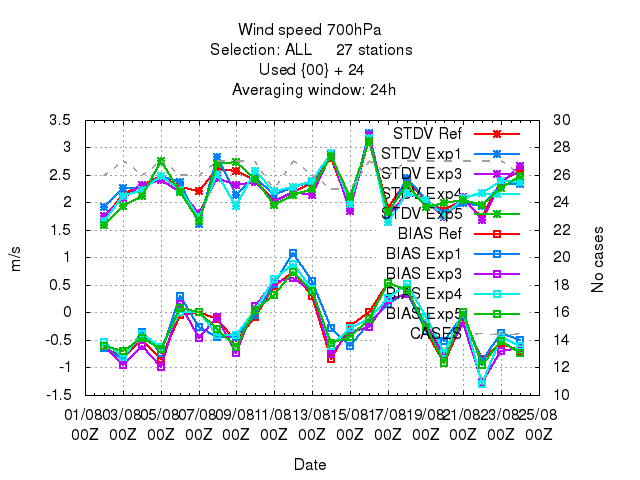 Wind speed 700hPa
Selection: ALL 27 stations
Used {00} + 24
Averaging window: 24h
3.5
3
2.5
2
1.5
1
0.5
0
-0.5
-1
-1.5
m/s
30
28
26
24
22
20
18
16
14
12
10
No cases
STDV Ref
STDV Exp1
STDV Exp3
STDV Exp4
STDV Exp5
BIAS Ref
BIAS Exp1
BIAS Exp3
BIAS Exp4
BIAS Exp5
CASES
01/08 03/08 05/08 07/08 09/08 11/08 13/08 15/08 17/08 19/08 21/08 23/08 25/08
00Z 00Z 00Z 00Z 00Z 00Z 00Z 00Z 00Z 00Z 00Z 00Z 00Z
Date